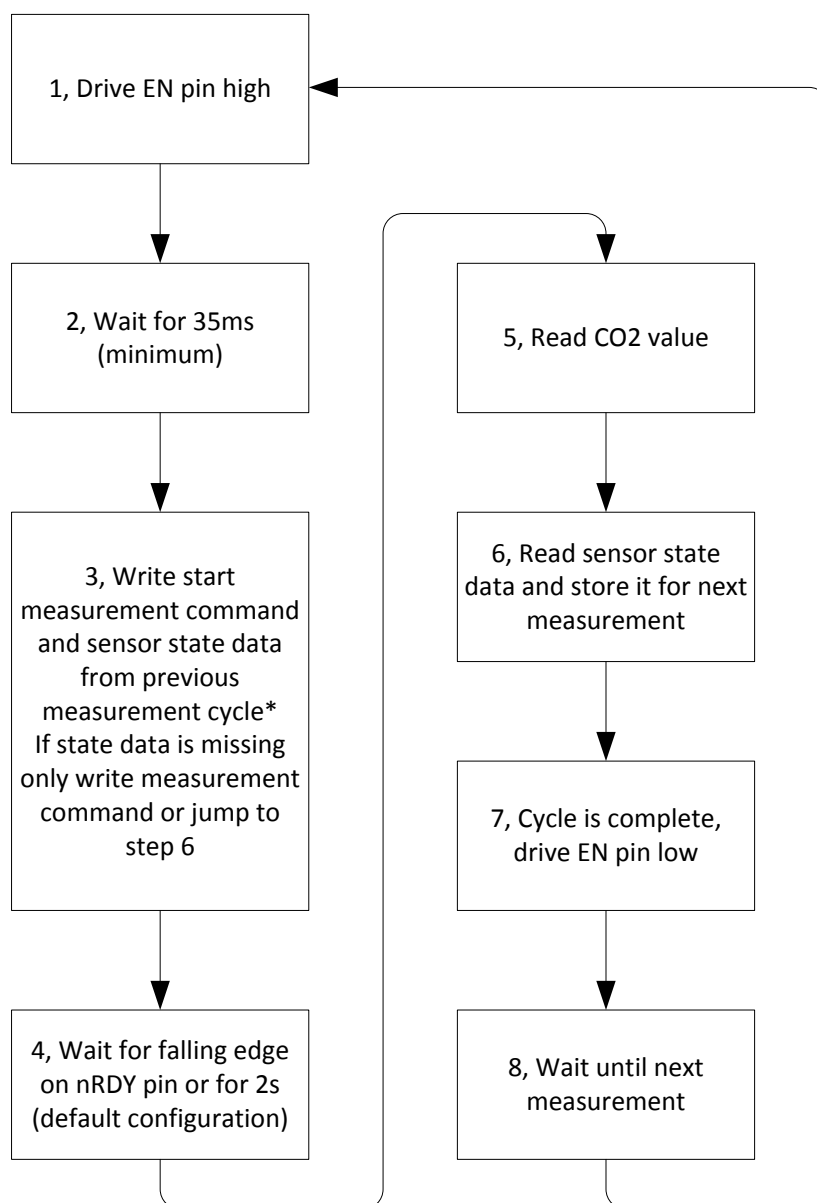 1, Drive EN pin high
2, Wait for 35ms
(minimum)
3, Write start
measurement command
and sensor state data
from previous
measurement cycle*
If state data is missing
only write measurement
command or jump to
step 6
4, Wait for falling edge
on nRDY pin or for 2s
(default configuration)
5, Read CO2 value
6, Read sensor state
data and store it for next
measurement
7, Cycle is complete,
drive EN pin low
8, Wait until next
measurement